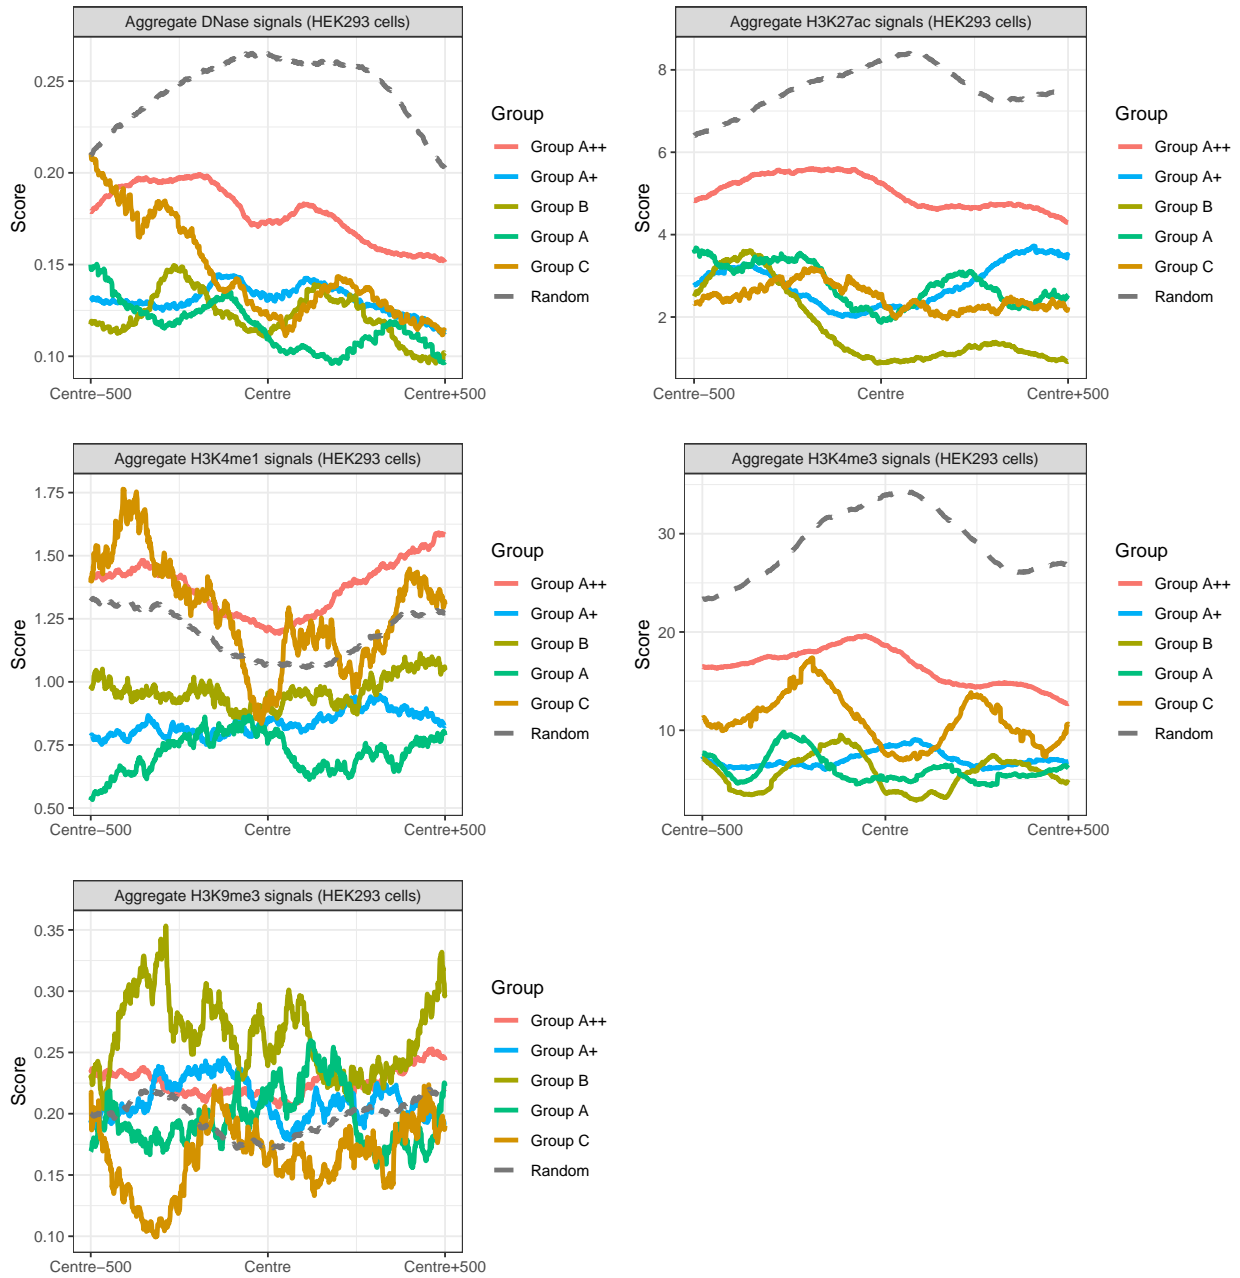 Aggregate DNase signals (HEK293 cells)
Score
0.25
0.20
0.15
0.10
Centre−500
Centre
Centre+500
Group
Group A++
Group A+
Group B
Group A
Group C
Random
Aggregate H3K27ac signals (HEK293 cells)
Score
8
6
4
2
Centre−500
Centre
Centre+500
Group
Group A++
Group A+
Group B
Group A
Group C
Random
Aggregate H3K4me1 signals (HEK293 cells)
Score
1.75
1.50
1.25
1.00
0.75
0.50
Centre−500
Centre
Centre+500
Group
Group A++
Group A+
Group B
Group A
Group C
Random
Aggregate H3K4me3 signals (HEK293 cells)
Score
30
20
10
Centre−500
Centre
Centre+500
Group
Group A++
Group A+
Group B
Group A
Group C
Random
Aggregate H3K9me3 signals (HEK293 cells)
Score
0.35
0.30
0.25
0.20
0.15
0.10
Centre−500
Centre
Centre+500
Group
Group A++
Group A+
Group B
Group A
Group C
Random